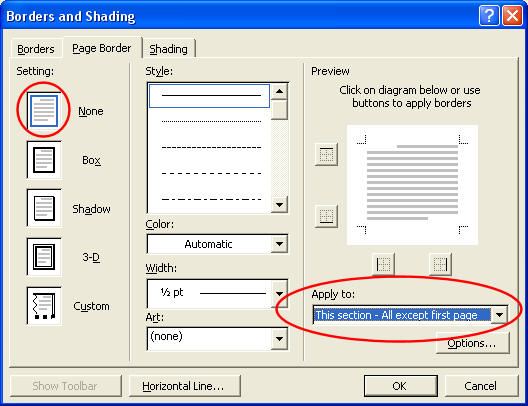 Borders and Shading
Borders
Page Border
Shading
Setting:
None
Box
Shadow
3-D
Custom
Style:
Color:
Automatic
Width:
½ pt
Art:
(none)
Preview
Click on diagram below or use
buttons to apply borders
Apply to:
This section - All except first page
Options...
Show Toolbar
Horizontal Line...
OK
Cancel